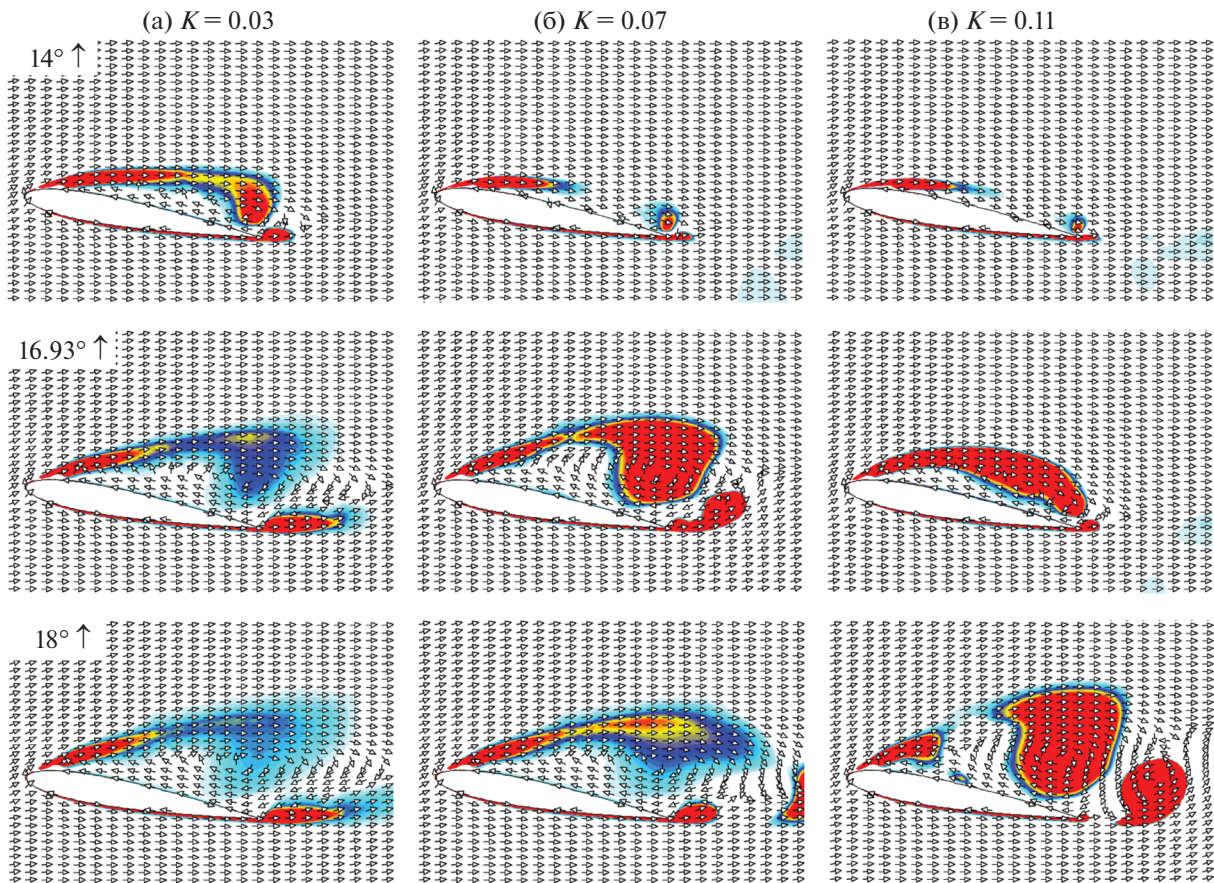 (а) K = 0.03
(б) K = 0.07
(в) K = 0.11
14° ↑
16.93° ↑
18° ↑